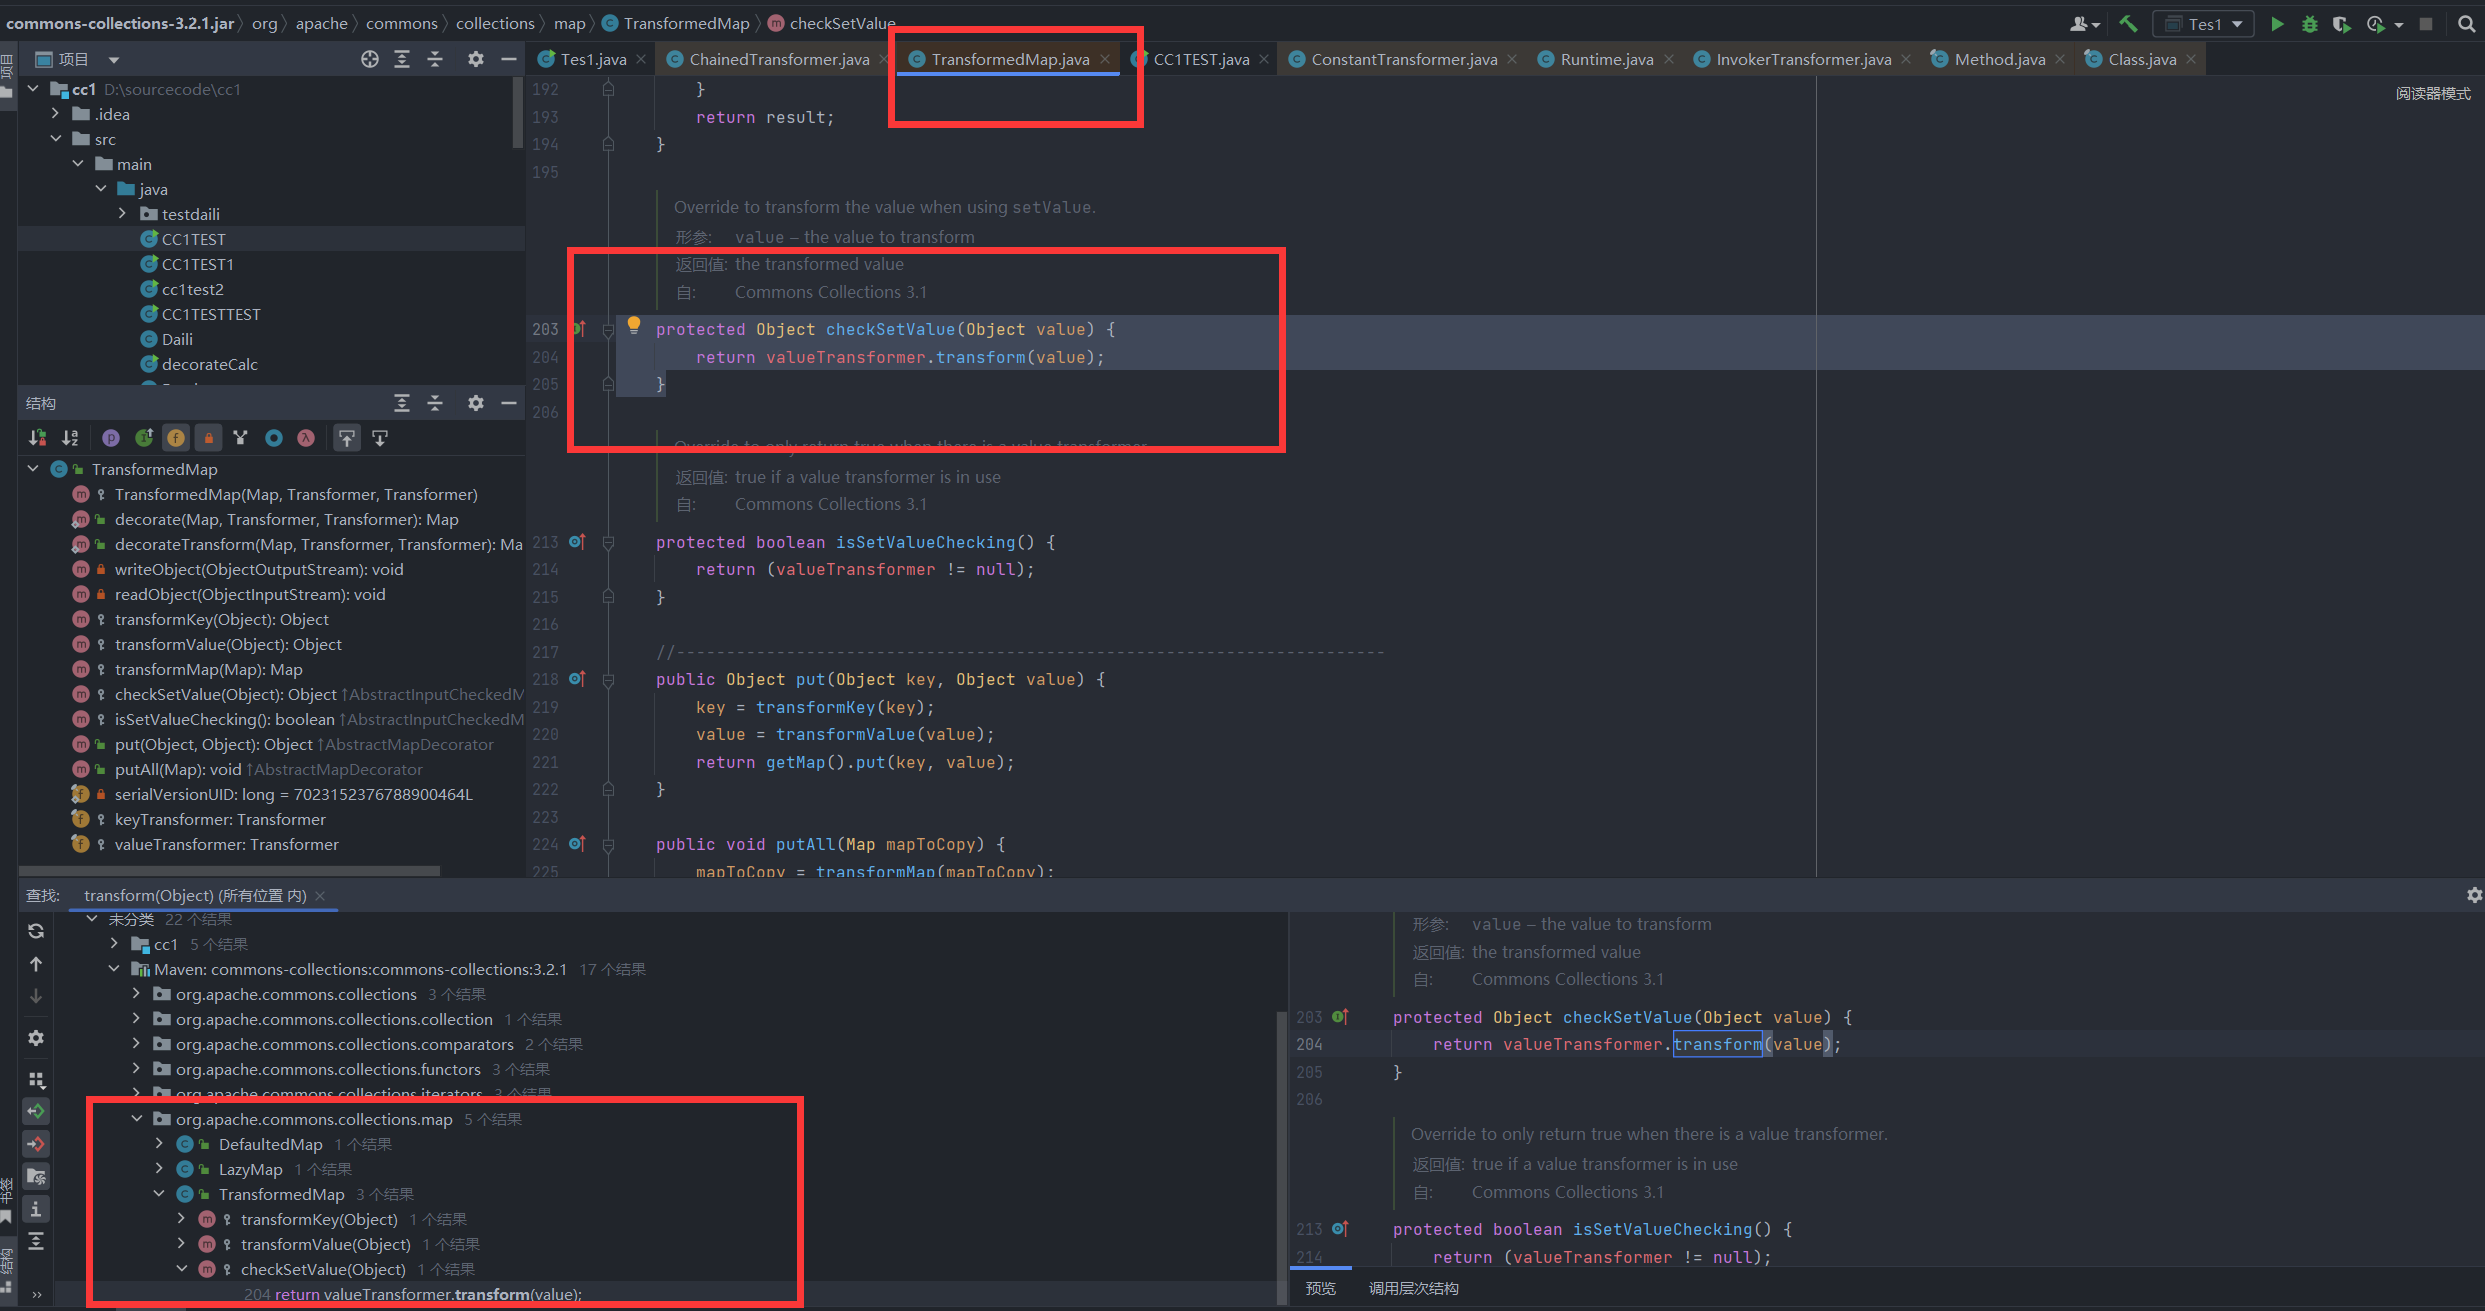 commons-collections-3.2.1.jar org apache commons collections map TransformedMap checkSetValue
Tes1
项目
Tes1.java ChainedTransformer.java TransformedMap.java CC1TEST.java ConstantTransformer.java Runtime.java InvokerTransformer.java Method.java Class.java
项目
cc1 D:\sourcecode\cc1
.idea
src
main
java
testdaili
CC1TEST
CC1TEST1
cc1test2
CC1TESTTEST
Daili
decorateCalc
结构
TransformedMap
TransformedMap(Map, Transformer, Transformer)
decorate(Map, Transformer, Transformer): Map
decorateTransform(Map, Transformer, Transformer): Ma
writeObject(ObjectOutputStream): void
readObject(ObjectInputStream): void
transformKey(Object): Object
transformValue(Object): Object
transformMap(Map): Map
checkSetValue(Object): Object ↑AbstractInputCheckedM
isSetValueChecking(): boolean ↑AbstractInputCheckedM
put(Object, Object): Object ↑AbstractMapDecorator
putAll(Map): void ↑AbstractMapDecorator
serialVersionUID: long = 7023152376788900464L
keyTransformer: Transformer
valueTransformer: Transformer
阅读器模式
192 }
193 return result;
194 }
195
Override to transform the value when using setValue.
形参: value – the value to transform
返回值: the transformed value
自: Commons Collections 3.1
203 protected Object checkSetValue(Object value) {
204 return valueTransformer.transform(value);
205 }
206
Override to only return true when there is a value transformer.
返回值: true if a value transformer is in use
自: Commons Collections 3.1
213 protected boolean isSetValueChecking() {
214 return (valueTransformer != null);
215 }
216
217 //-----------------------------------------------------------------------
218 public Object put(Object key, Object value) {
219 key = transformKey(key);
220 value = transformValue(value);
221 return getMap().put(key, value);
222 }
223
224 public void putAll(Map mapToCopy) {
225 mapToCopy = transformMap(mapToCopy);
查找: transform(Object) (所有位置 内)
未分类 22 个结果
cc1 5 个结果
Maven: commons-collections:commons-collections:3.2.1 17 个结果
org.apache.commons.collections 3 个结果
org.apache.commons.collections.collection 1 个结果
org.apache.commons.collections.comparators 2 个结果
org.apache.commons.collections.functors 3 个结果
org.apache.commons.collections.iterators 3 个结果
org.apache.commons.collections.map 5 个结果
DefaultedMap 1 个结果
LazyMap 1 个结果
TransformedMap 3 个结果
transformKey(Object) 1 个结果
transformValue(Object) 1 个结果
checkSetValue(Object) 1 个结果
204 return valueTransformer.transform(value);
书签
结构
形参: value – the value to transform
返回值: the transformed value
自: Commons Collections 3.1
203 protected Object checkSetValue(Object value) {
204 return valueTransformer.transform(value);
205 }
206
Override to only return true when there is a value transformer.
返回值: true if a value transformer is in use
自: Commons Collections 3.1
213 protected boolean isSetValueChecking() {
214 return (valueTransformer != null);
预览 调用层次结构